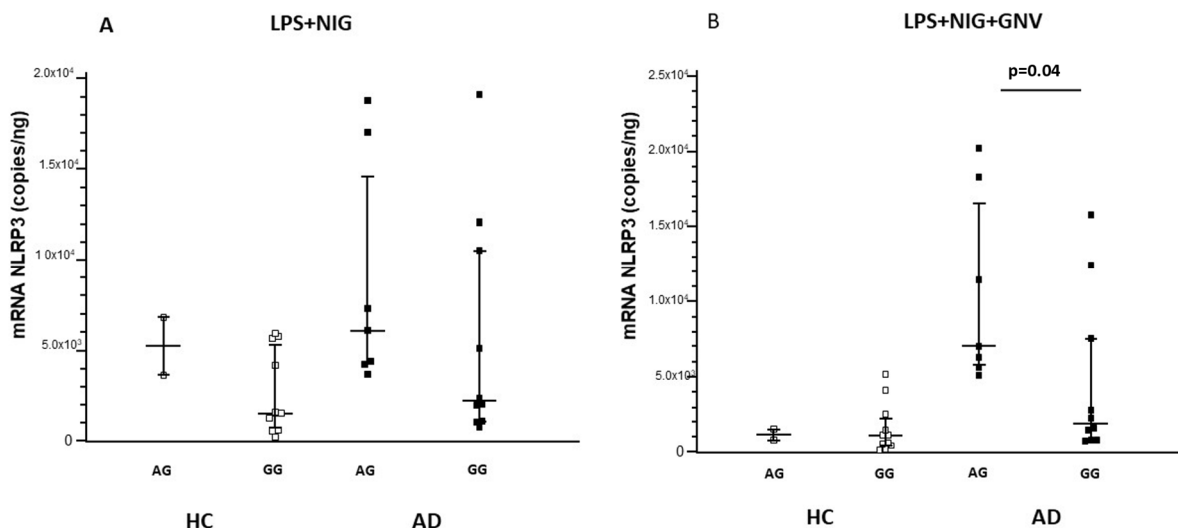 A
LPS+NIG
mRNA NLRP3 (copies/ng)
2.0x10⁴
1.5x10⁴
1 0x10⁴
5.0x10³
0
AG
GG
AG
GG
HC
AD
B
LPS+NIG+GNV
p=0.04
mRNA NLRP3 (copies/ng)
2.5x10⁴
2.0x10⁴
1.5x10⁴
1.0x10⁴
5.0x10³
0
AG
GG
AG
GG
HC
AD